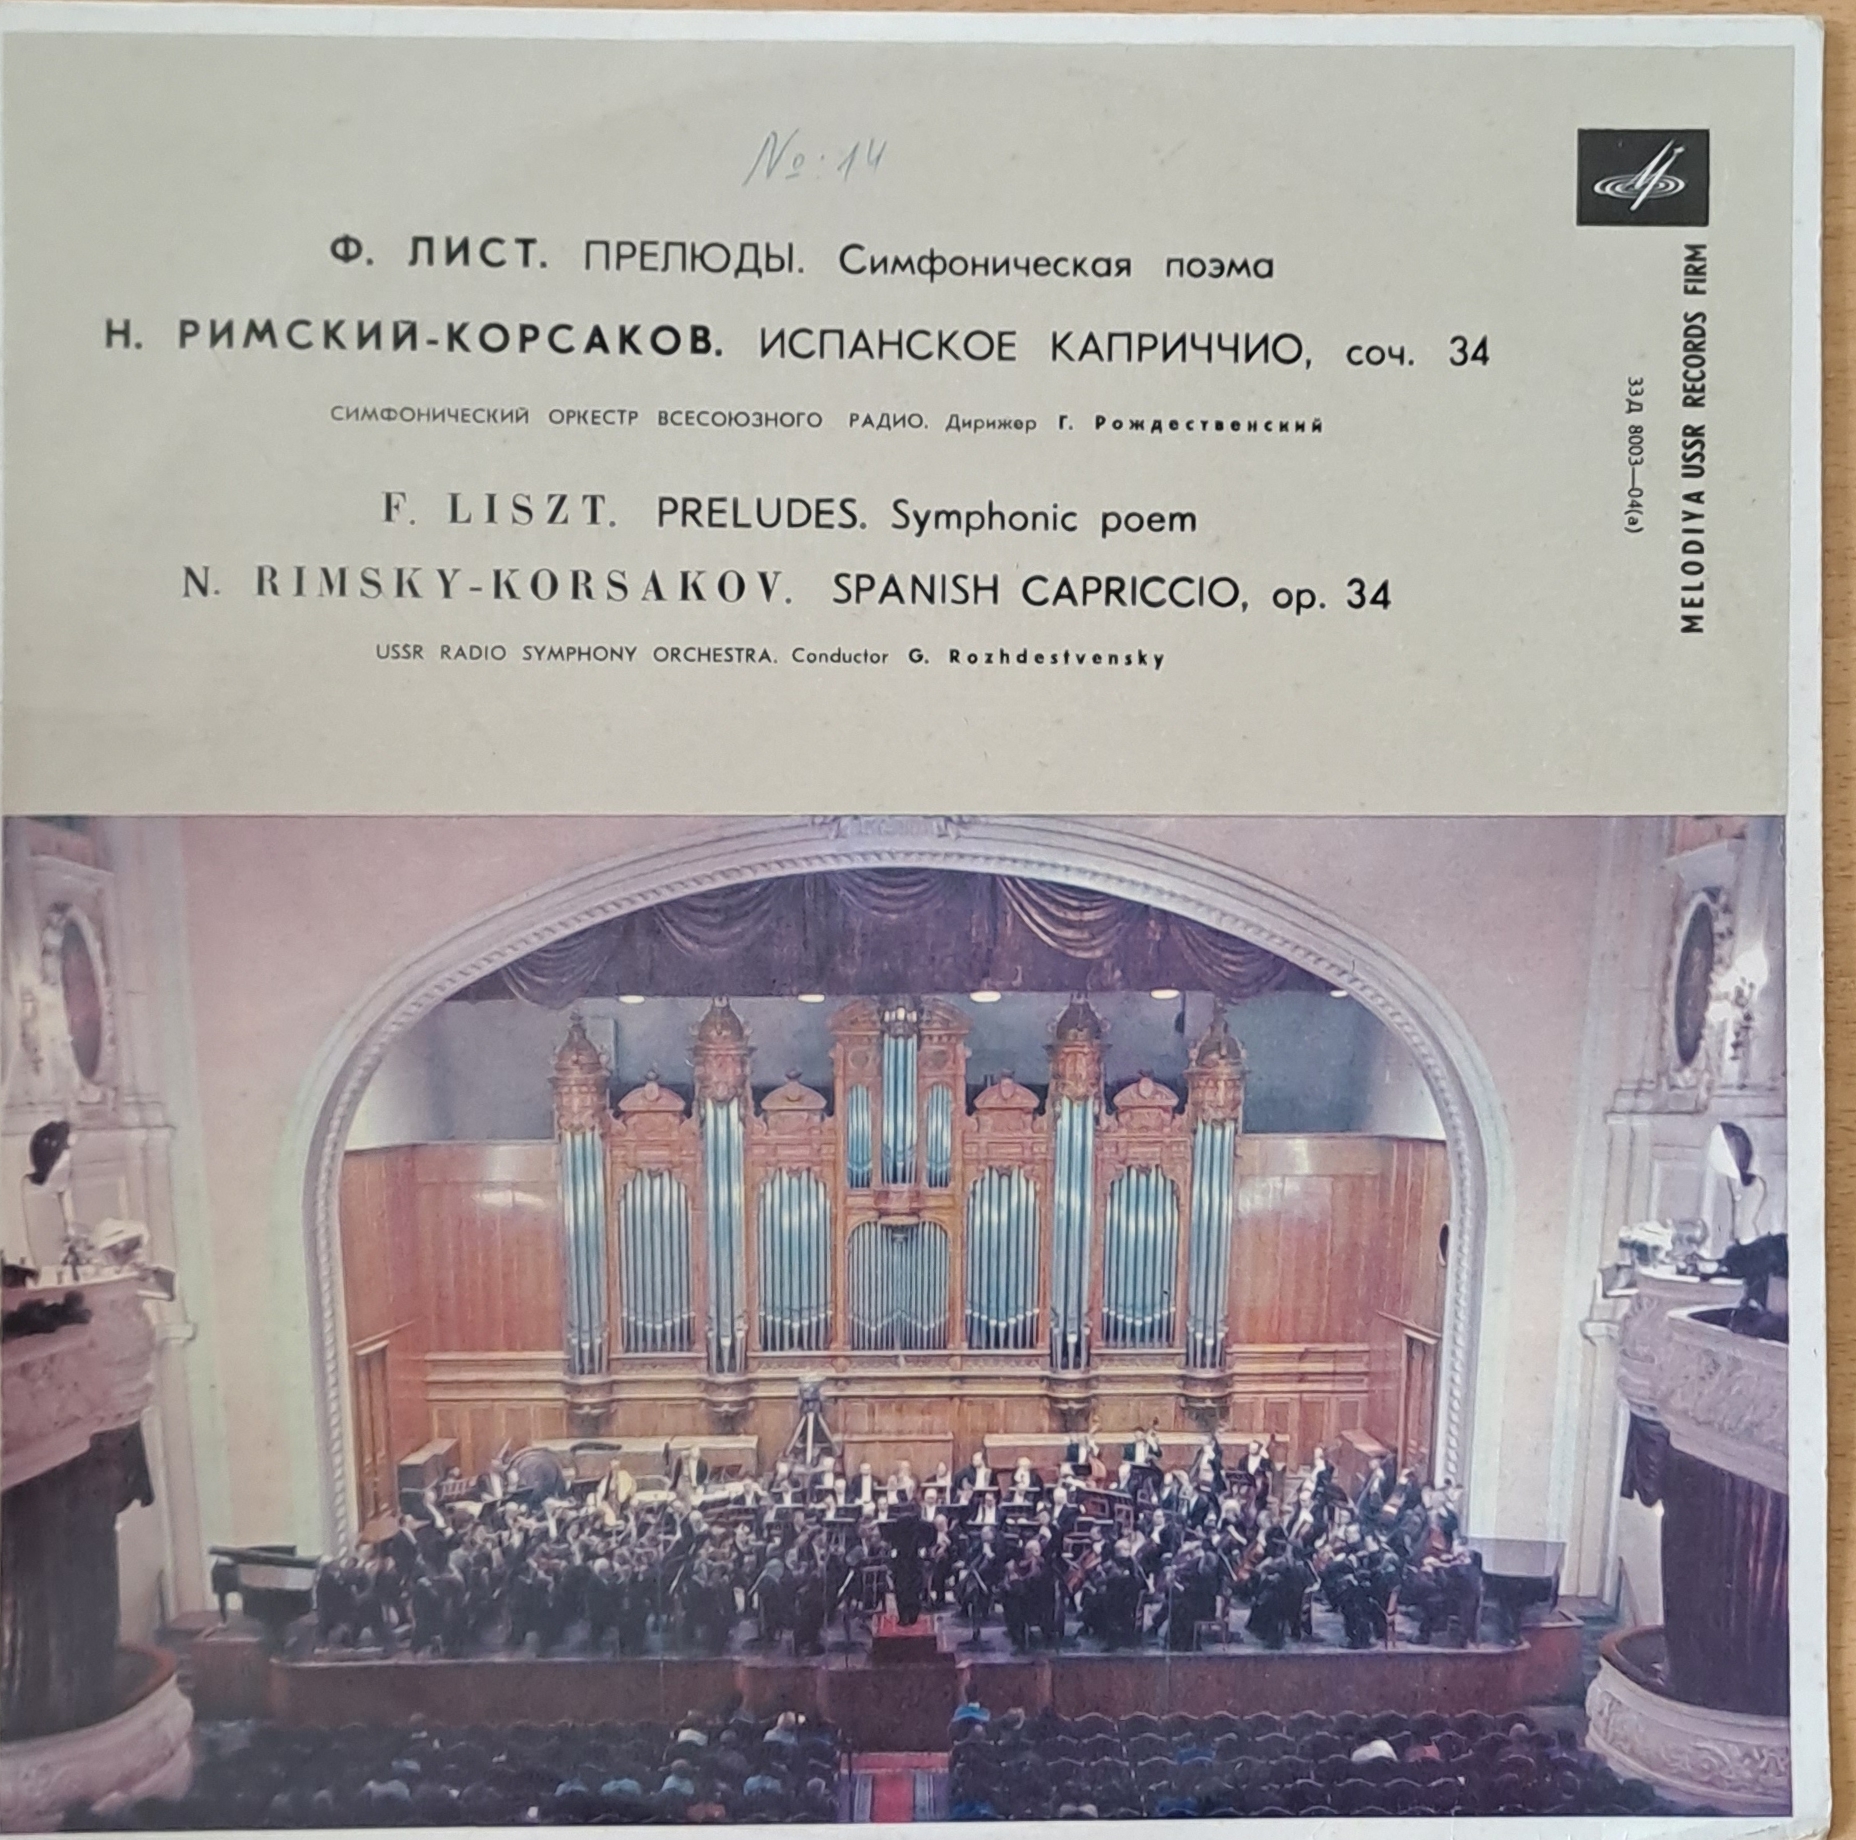 №: 14
Ф. ЛИСТ. ПРЕЛЮДЫ. Симфоническая поэма
Н. РИМСКИЙ-КОРСАКОВ. ИСПАНСКОЕ КАПРИЧЧИО, соч. 34
СИМФОНИЧЕСКИЙ ОРКЕСТР ВСЕСОЮЗНОГО РАДИО. Дирижер Г. Рождественский
F. LISZT. PRELUDES. Symphonic poem
N. RIMSKY-KORSAKOV. SPANISH CAPRICCIO, op. 34
USSR RADIO SYMPHONY ORCHESTRA. Conductor G. Rozhdestvensky
MELODIYA USSR RECORDS FIRM
33Д 8003—04(a)